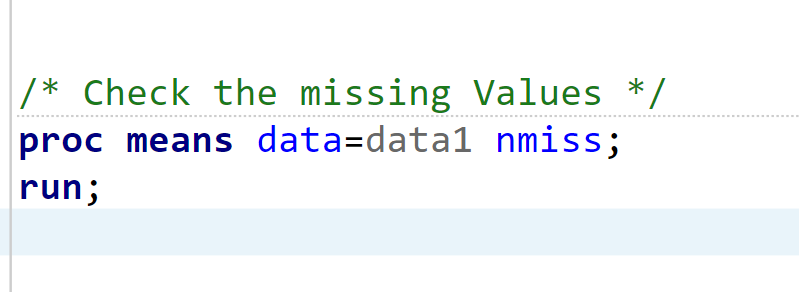 /* Check the missing Values */
proc means data=data1 nmiss;
run;